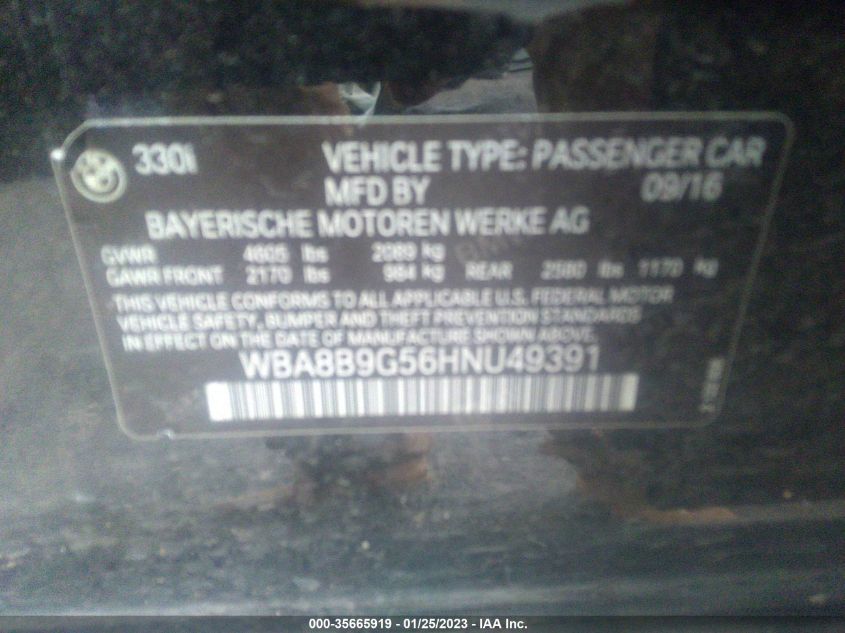 330i VEHICLE TYPE: PASSENGER CAR
MFD BY 09/16
BAYERISCHE MOTOREN WERKE AG
GVWR 4605 lbs 2089 kg
GAWR FRONT 2170 lbs 984 kg REAR 2580 lbs 1170 kg
THIS VEHICLE CONFORMS TO ALL APPLICABLE U.S. FEDERAL MOTOR
VEHICLE SAFETY, BUMPER AND THEFT PREVENTION STANDARDS
IN EFFECT ON THE DATE OF MANUFACTURE SHOWN ABOVE.
WBA8B9G56HNU49391
000-35665919 - 01/25/2023 - IAA Inc.